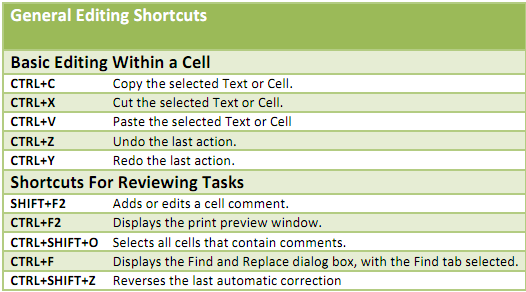 General Editing Shortcuts
Basic Editing Within a Cell
CTRL+C Copy the selected Text or Cell.
CTRL+X Cut the selected Text or Cell.
CTRL+V Paste the selected Text or Cell
CTRL+Z Undo the last action.
CTRL+Y Redo the last action.
Shortcuts For Reviewing Tasks
SHIFT+F2 Adds or edits a cell comment.
CTRL+F2 Displays the print preview window.
CTRL+SHIFT+O Selects all cells that contain comments.
CTRL+F Displays the Find and Replace dialog box, with the Find tab selected.
CTRL+SHIFT+Z Reverses the last automatic correction